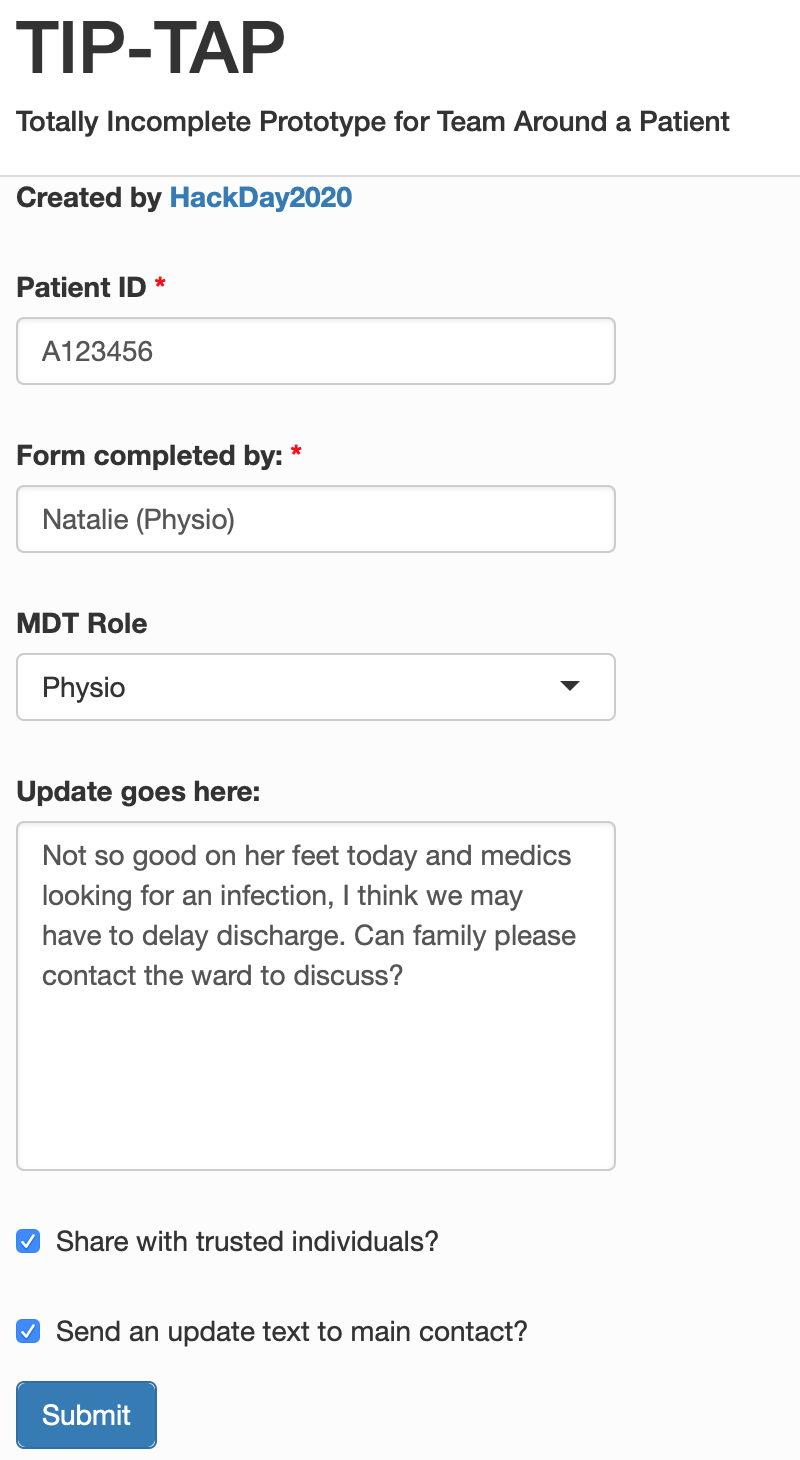 TIP-TAP
Totally Incomplete Prototype for Team Around a Patient
Created by HackDay2020
Patient ID *
A123456
Form completed by: *
Natalie (Physio)
MDT Role
Physio
Update goes here:
Not so good on her feet today and medics
looking for an infection, I think we may
have to delay discharge. Can family please
contact the ward to discuss?
Share with trusted individuals?
Send an update text to main contact?
Submit